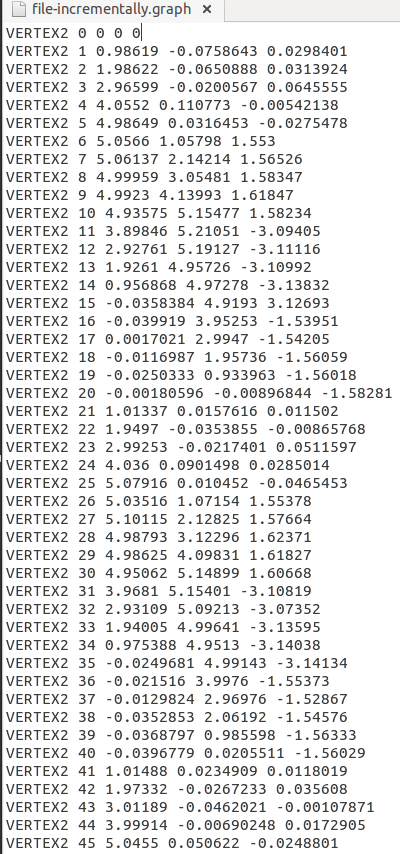 file-incrementally.graph ×
VERTEX2 0 0 0 0
VERTEX2 1 0.98619 -0.0758643 0.0298401
VERTEX2 2 1.98622 -0.0650888 0.0313924
VERTEX2 3 2.96599 -0.0200567 0.0645555
VERTEX2 4 4.0552 0.110773 -0.00542138
VERTEX2 5 4.98649 0.0316453 -0.0275478
VERTEX2 6 5.0566 1.05798 1.553
VERTEX2 7 5.06137 2.14214 1.56526
VERTEX2 8 4.99959 3.05481 1.58347
VERTEX2 9 4.9923 4.13993 1.61847
VERTEX2 10 4.93575 5.15477 1.58234
VERTEX2 11 3.89846 5.21051 -3.09405
VERTEX2 12 2.92761 5.19127 -3.11116
VERTEX2 13 1.9261 4.95726 -3.10992
VERTEX2 14 0.956868 4.97278 -3.13832
VERTEX2 15 -0.0358384 4.9193 3.12693
VERTEX2 16 -0.039919 3.95253 -1.53951
VERTEX2 17 0.0017021 2.9947 -1.54205
VERTEX2 18 -0.0116987 1.95736 -1.56059
VERTEX2 19 -0.0250333 0.933963 -1.56018
VERTEX2 20 -0.00180596 -0.00896844 -1.58281
VERTEX2 21 1.01337 0.0157616 0.011502
VERTEX2 22 1.9497 -0.0353855 -0.00865768
VERTEX2 23 2.99253 -0.0217401 0.0511597
VERTEX2 24 4.036 0.0901498 0.0285014
VERTEX2 25 5.07916 0.010452 -0.0465453
VERTEX2 26 5.03516 1.07154 1.55378
VERTEX2 27 5.10115 2.12825 1.57664
VERTEX2 28 4.98793 3.12296 1.62371
VERTEX2 29 4.98625 4.09831 1.61827
VERTEX2 30 4.95062 5.14899 1.60668
VERTEX2 31 3.9681 5.15401 -3.10819
VERTEX2 32 2.93109 5.09213 -3.07352
VERTEX2 33 1.94005 4.99641 -3.13595
VERTEX2 34 0.975388 4.9513 -3.14038
VERTEX2 35 -0.0249681 4.99143 -3.14134
VERTEX2 36 -0.021516 3.9976 -1.55373
VERTEX2 37 -0.0129824 2.96976 -1.52867
VERTEX2 38 -0.0352853 2.06192 -1.54576
VERTEX2 39 -0.0368797 0.985598 -1.56333
VERTEX2 40 -0.0396779 0.0205511 -1.56029
VERTEX2 41 1.01488 0.0234909 0.0118019
VERTEX2 42 1.97332 -0.0267233 0.035608
VERTEX2 43 3.01189 -0.0462021 -0.00107871
VERTEX2 44 3.99914 -0.00690248 0.0172905
VERTEX2 45 5.0455 0.050622 -0.0248801